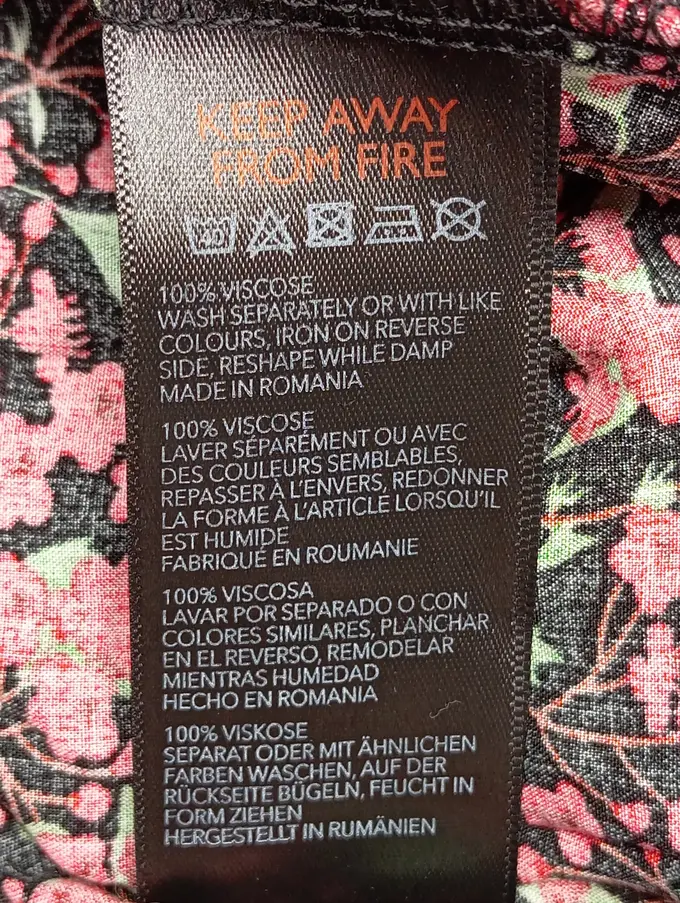 KEEP AWAY
FROM FIRE
40
100% VISCOSE
WASH SEPARATELY OR WITH LIKE
COLOURS, IRON ON REVERSE
SIDE, RESHAPE WHILE DAMP
MADE IN ROMANIA
100% VISCOSE
LAVER SÉPARÉMENT OU AVEC
DES COULEURS SEMBLABLES,
REPASSER À L'ENVERS, REDONNER
LA FORME À L'ARTICLE LORSQU'IL
EST HUMIDE
FABRIQUÉ EN ROUMANIE
100% VISCOSA
LAVAR POR SEPARADO O CON
COLORES SIMILARES, PLANCHAR
EN EL REVERSO, REMODELAR
MIENTRAS HUMEDAD
HECHO EN ROMANIA
100% VISKOSE
SEPARAT ODER MIT ÄHNLICHEN
FARBEN WASCHEN, AUF DER
RÜCKSEITE BÜGELN, FEUCHT IN
FORM ZIEHEN
HERGESTELLT IN RUMÄNIEN